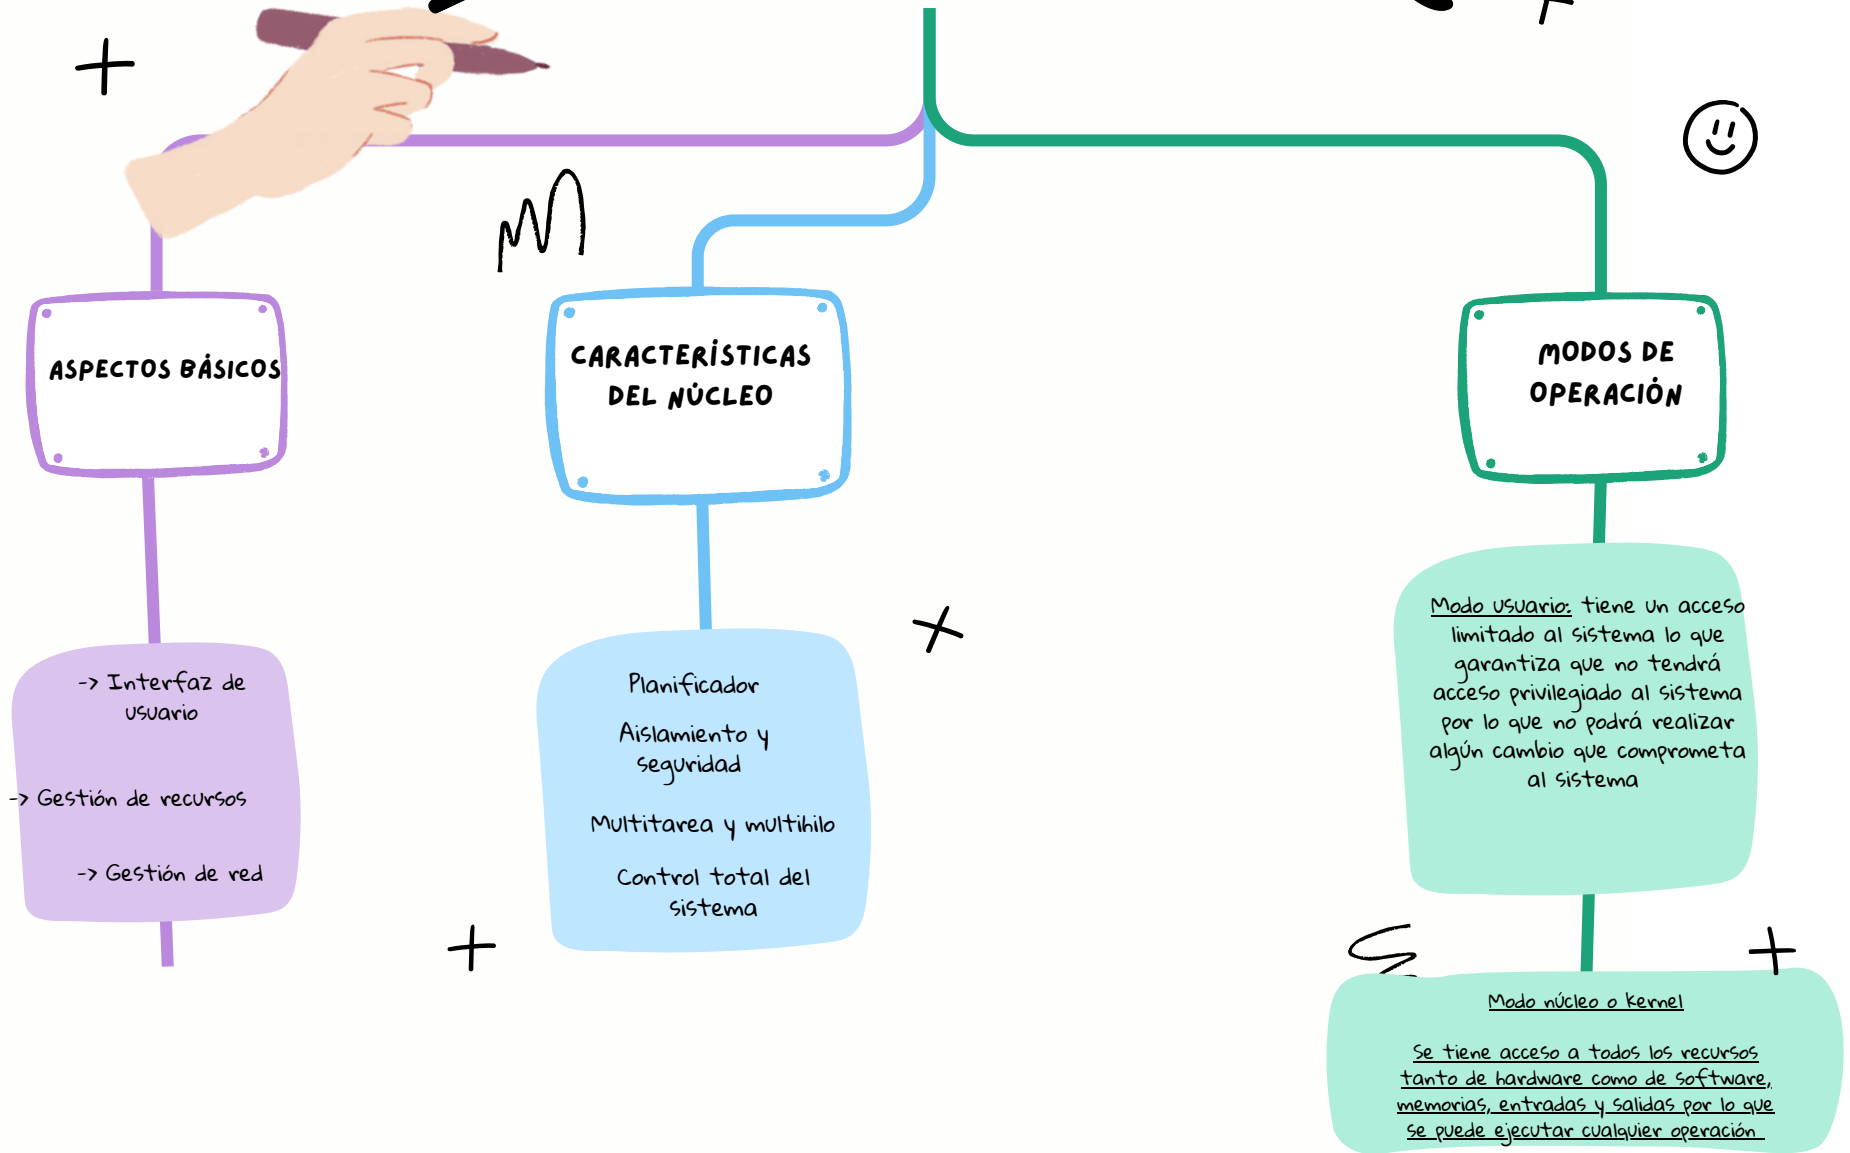 ASPECTOS BÁSICOS
-> Interfaz de
usuario
-> Gestión de recursos
-> Gestión de red
CARACTERÍSTICAS
DEL NÚCLEO
Planificador
Aislamiento y
seguridad
Multitarea y multihilo
Control total del
sistema
MODOS DE
OPERACIÓN
Modo usuario: tiene un acceso
limitado al sistema lo que
garantiza que no tendrá
acceso privilegiado al sistema
por lo que no podrá realizar
algún cambio que comprometa
al sistema
Modo núcleo o kernel
Se tiene acceso a todos los recursos
tanto de hardware como de software,
memorias, entradas y salidas por lo que
se puede ejecutar cualquier operación